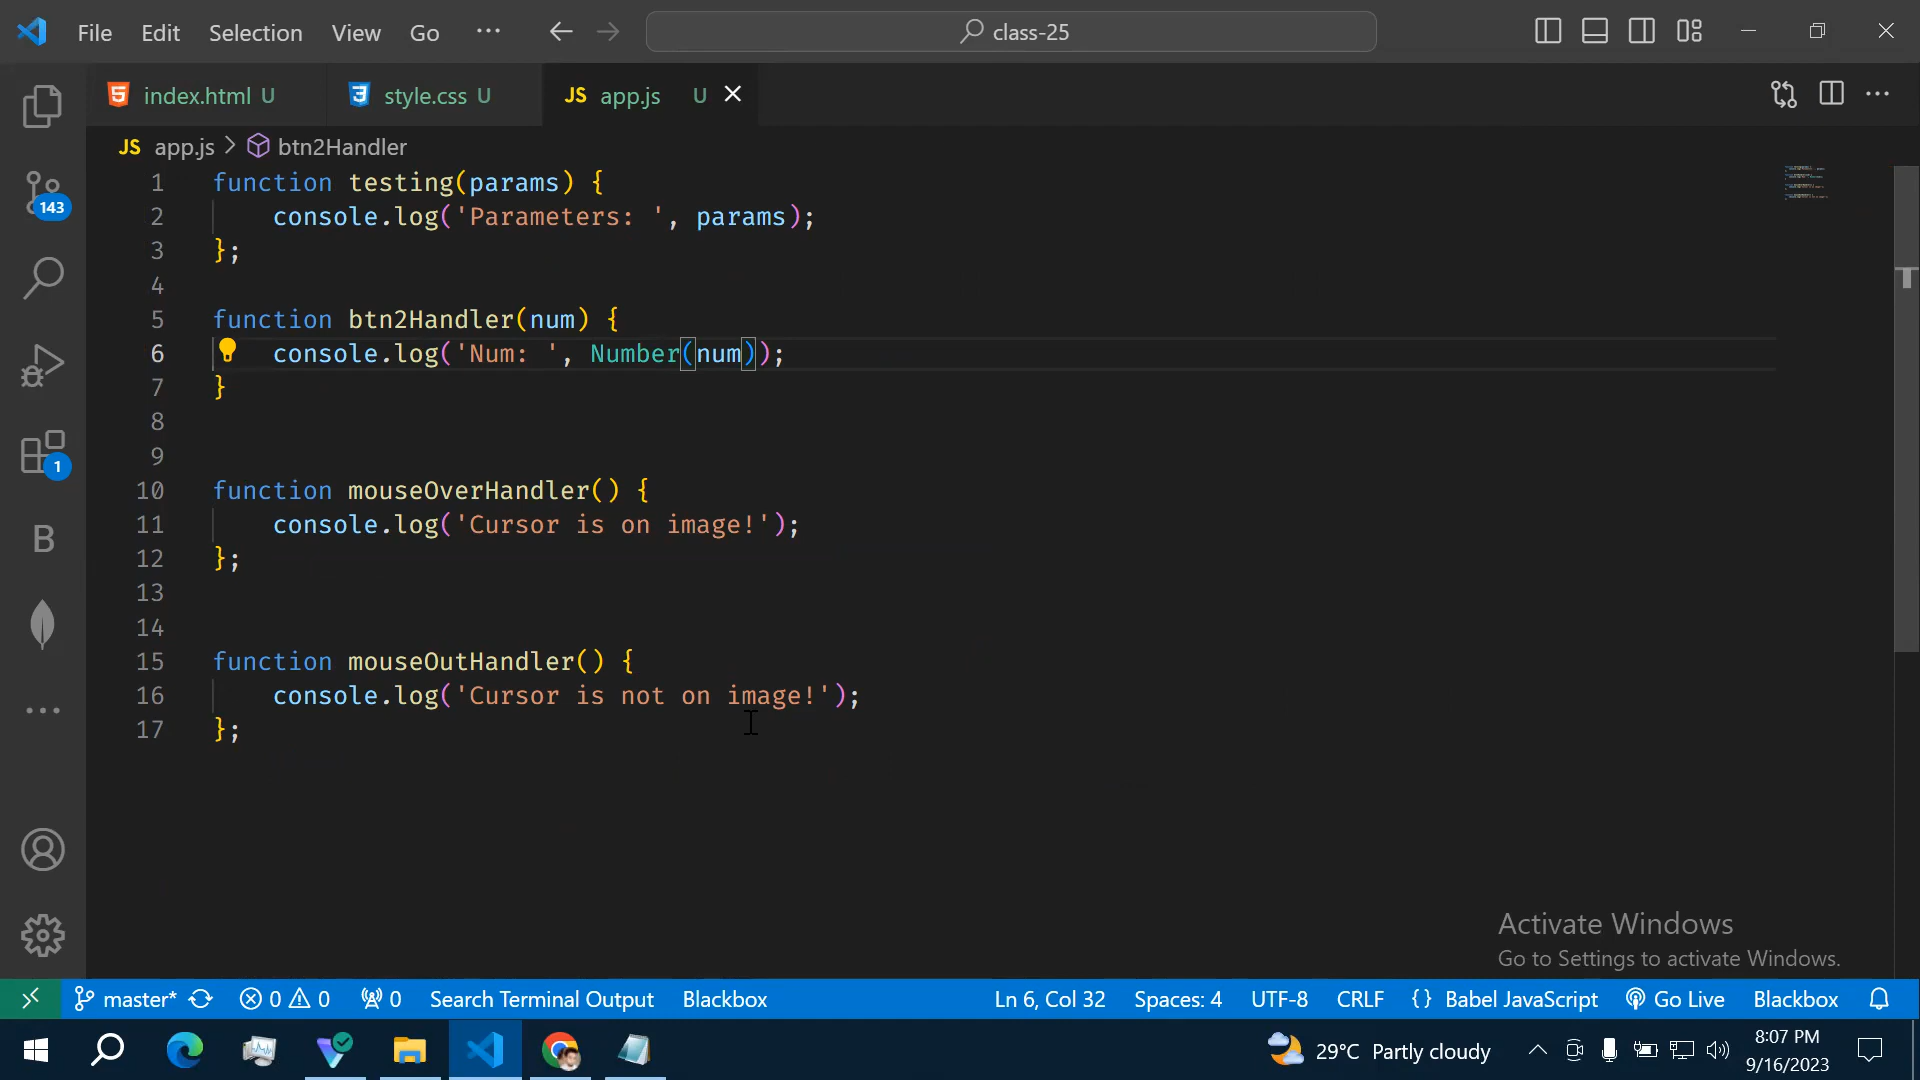 File Edit Selection View Go ··· class-25
index.html U style.css U JS app.js U
JS app.js > btn2Handler
1 function testing(params) {
2 console.log('Parameters: ', params);
3 };
4
5 function btn2Handler(num) {
6 console.log('Num: ', Number(num));
7 }
8
9
10 function mouseOverHandler() {
11 console.log('Cursor is on image!');
12 };
13
14
15 function mouseOutHandler() {
16 console.log('Cursor is not on image!');
17 };
143
1
B
Activate Windows
Go to Settings to activate Windows.
master* 0 0 0 Search Terminal Output Blackbox Ln 6, Col 32 Spaces: 4 UTF-8 CRLF {} Babel JavaScript Go Live Blackbox
29°C Partly cloudy 8:07 PM
9/16/2023